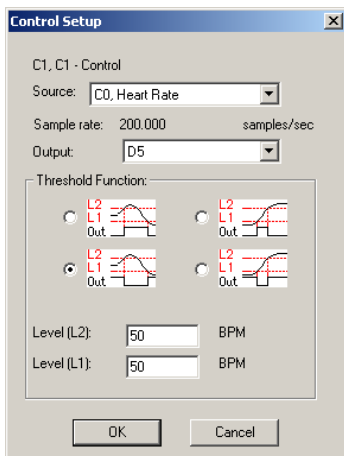 Control Setup
C1, C1 - Control
Source: C0, Heart Rate
Sample rate: 200.000 samples/sec
Output: D5
Threshold Function:
L2 L2
L1 L1
Out Out
L2 L2
L1 L1
Out Out
Level (L2): 50 BPM
Level (L1): 50 BPM
OK Cancel